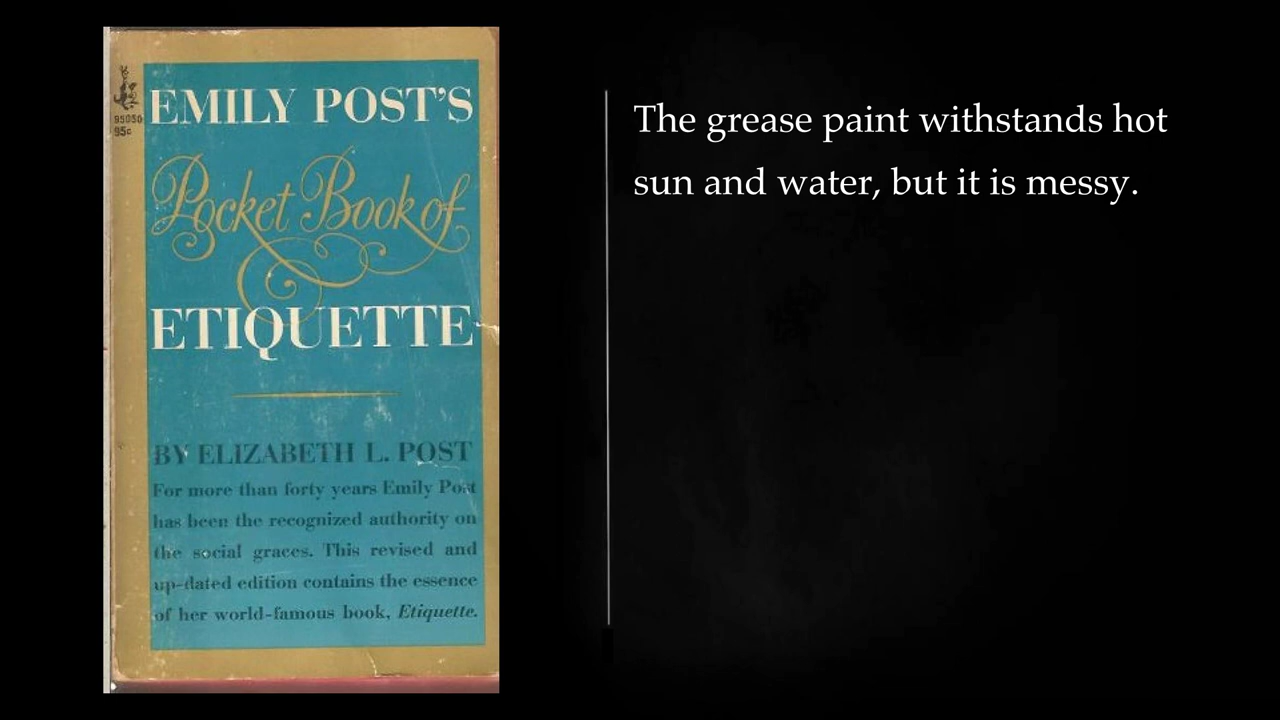 EMILY POST'S
Pocket Book of
ETIQUETTE
95050
95c
BY ELIZABETH L. POST
For more than forty years Emily Post
has been the recognized authority on
the social graces. This revised and
up-dated edition contains the essence
of her world-famous book, Etiquette.
The grease paint withstands hot
sun and water, but it is messy.